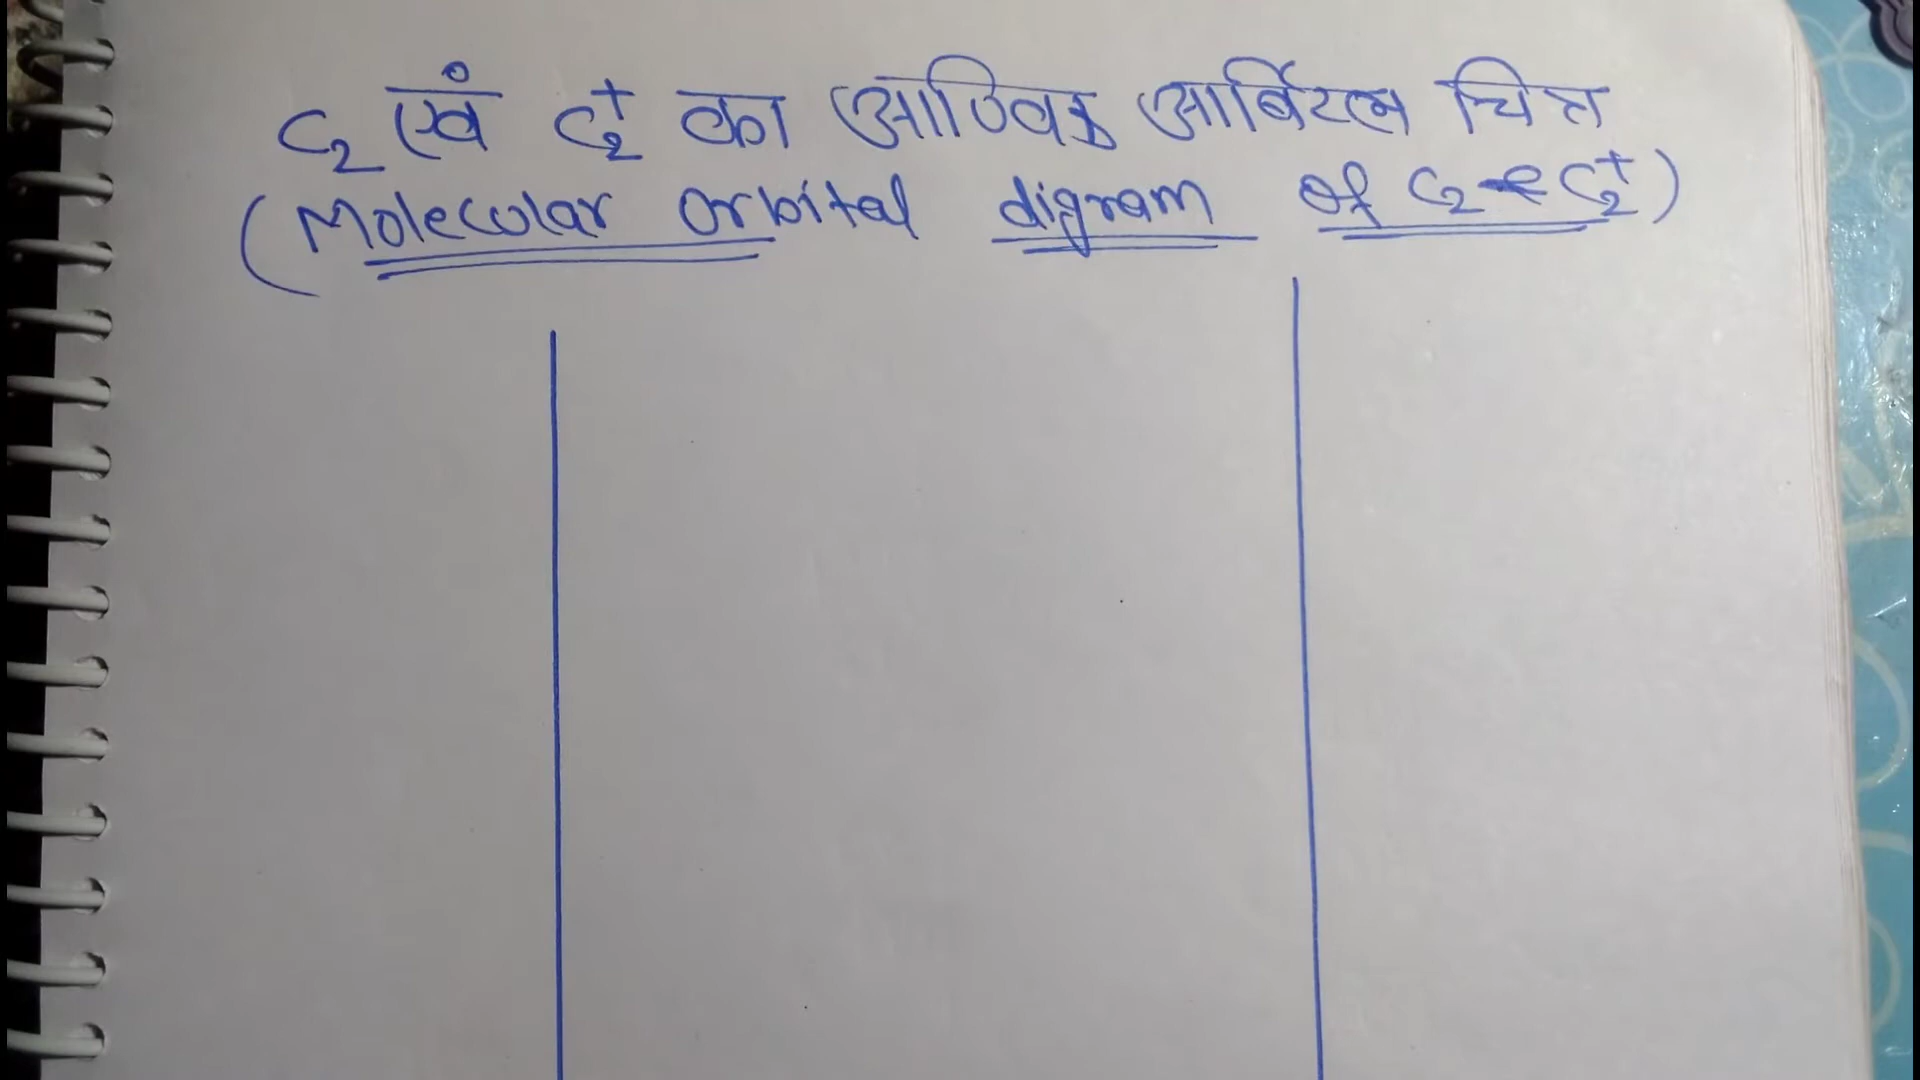 C₂ एवं C₂⁺ का आण्विक आर्बिटल चित्र
(Molecular orbital digram of C₂ & C₂⁺)